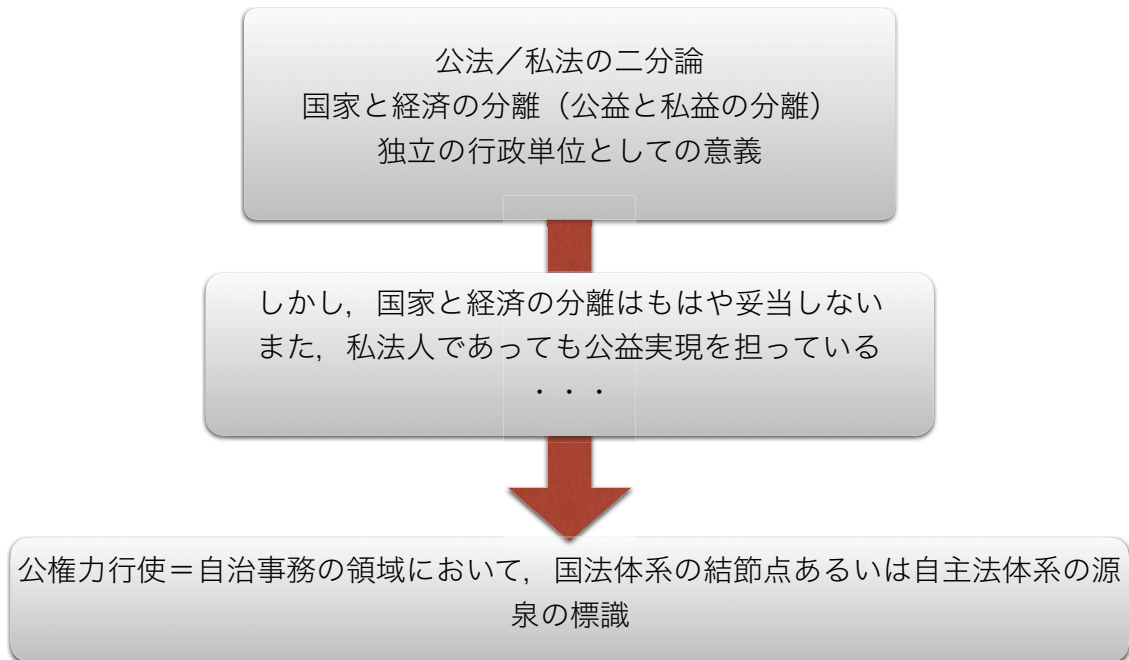 公法／私法の二分論
国家と経済の分離（公益と私益の分離）
独立の行政単位としての意義
しかし，国家と経済の分離はもはや妥当しない
また，私法人であっても公益実現を担っている
・・・
公権力行使＝自治事務の領域において，国法体系の結節点あるいは自主法体系の源
泉の標識